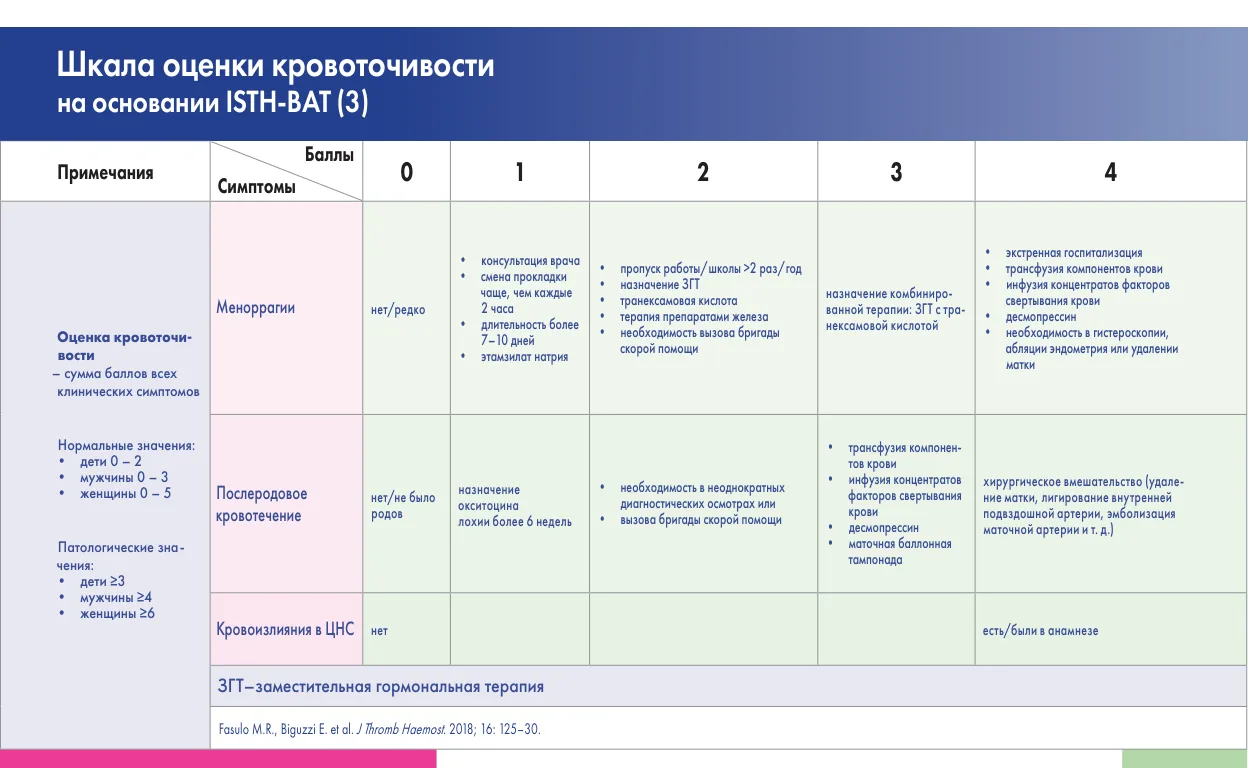 Шкала оценки кровоточивости
на основании ISTH-BAT (3)
Примечания
Баллы
Симптомы
0
1
2
3
4
Оценка кровоточи-
вости
– сумма баллов всех
клинических симптомов
Нормальные значения:
• дети 0 – 2
• мужчины 0 – 3
• женщины 0 – 5
Патологические зна-
чения:
• дети ≥3
• мужчины ≥4
• женщины ≥6
Меноррагии
нет/редко
• консультация врача
• смена прокладки
чаще, чем каждые
2 часа
• длительность более
7–10 дней
• этамзилат натрия
• пропуск работы/школы >2 раз/год
• назначение ЗГТ
• транексамовая кислота
• терапия препаратами железа
• необходимость вызова бригады
скорой помощи
назначение комбиниро-
ванной терапии: ЗГТ с тра-
нексамовой кислотой
• экстренная госпитализация
• трансфузия компонентов крови
• инфузия концентратов факторов
свертывания крови
• десмопрессин
• необходимость в гистероскопии,
абляции эндометрия или удалении
матки
Послеродовое
кровотечение
нет/не было
родов
назначение
окситоцина
лохии более 6 недель
• необходимость в неоднократных
диагностических осмотрах или
• вызова бригады скорой помощи
• трансфузия компонен-
тов крови
• инфузия концентратов
факторов свертывания
крови
• десмопрессин
• маточная баллонная
тампонада
хирургическое вмешательство (удале-
ние матки, лигирование внутренней
подвздошной артерии, эмболизация
маточной артерии и т. д.)
Кровоизлияния в ЦНС
нет
есть/были в анамнезе
ЗГТ–заместительная гормональная терапия
Fasulo M.R., Biguzzi E. et al. J Thromb Haemost. 2018; 16: 125–30.